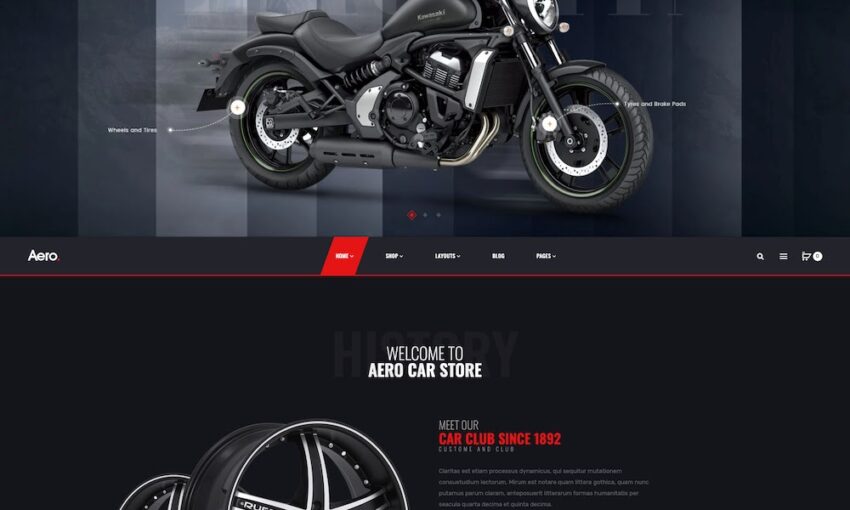 Kawasaki
Tyres and Brake Pads
Wheels and Tires
Aero.
HOME
SHOP
LAYOUTS
BLOG
PAGES
0
HISTORY
WELCOME TO
AERO CAR STORE
MEET OUR
CAR CLUB SINCE 1892
CUSTOME AND CLUB
Claritas est etiam processus dynamicus, qui sequitur mutationem
consuetudium lectorum. Mirum est notare quam littera gothica, quam nunc
putamus parum claram, anteposuerit litterarum formas humanitatis per
seacula quarta decima et quinta decima.